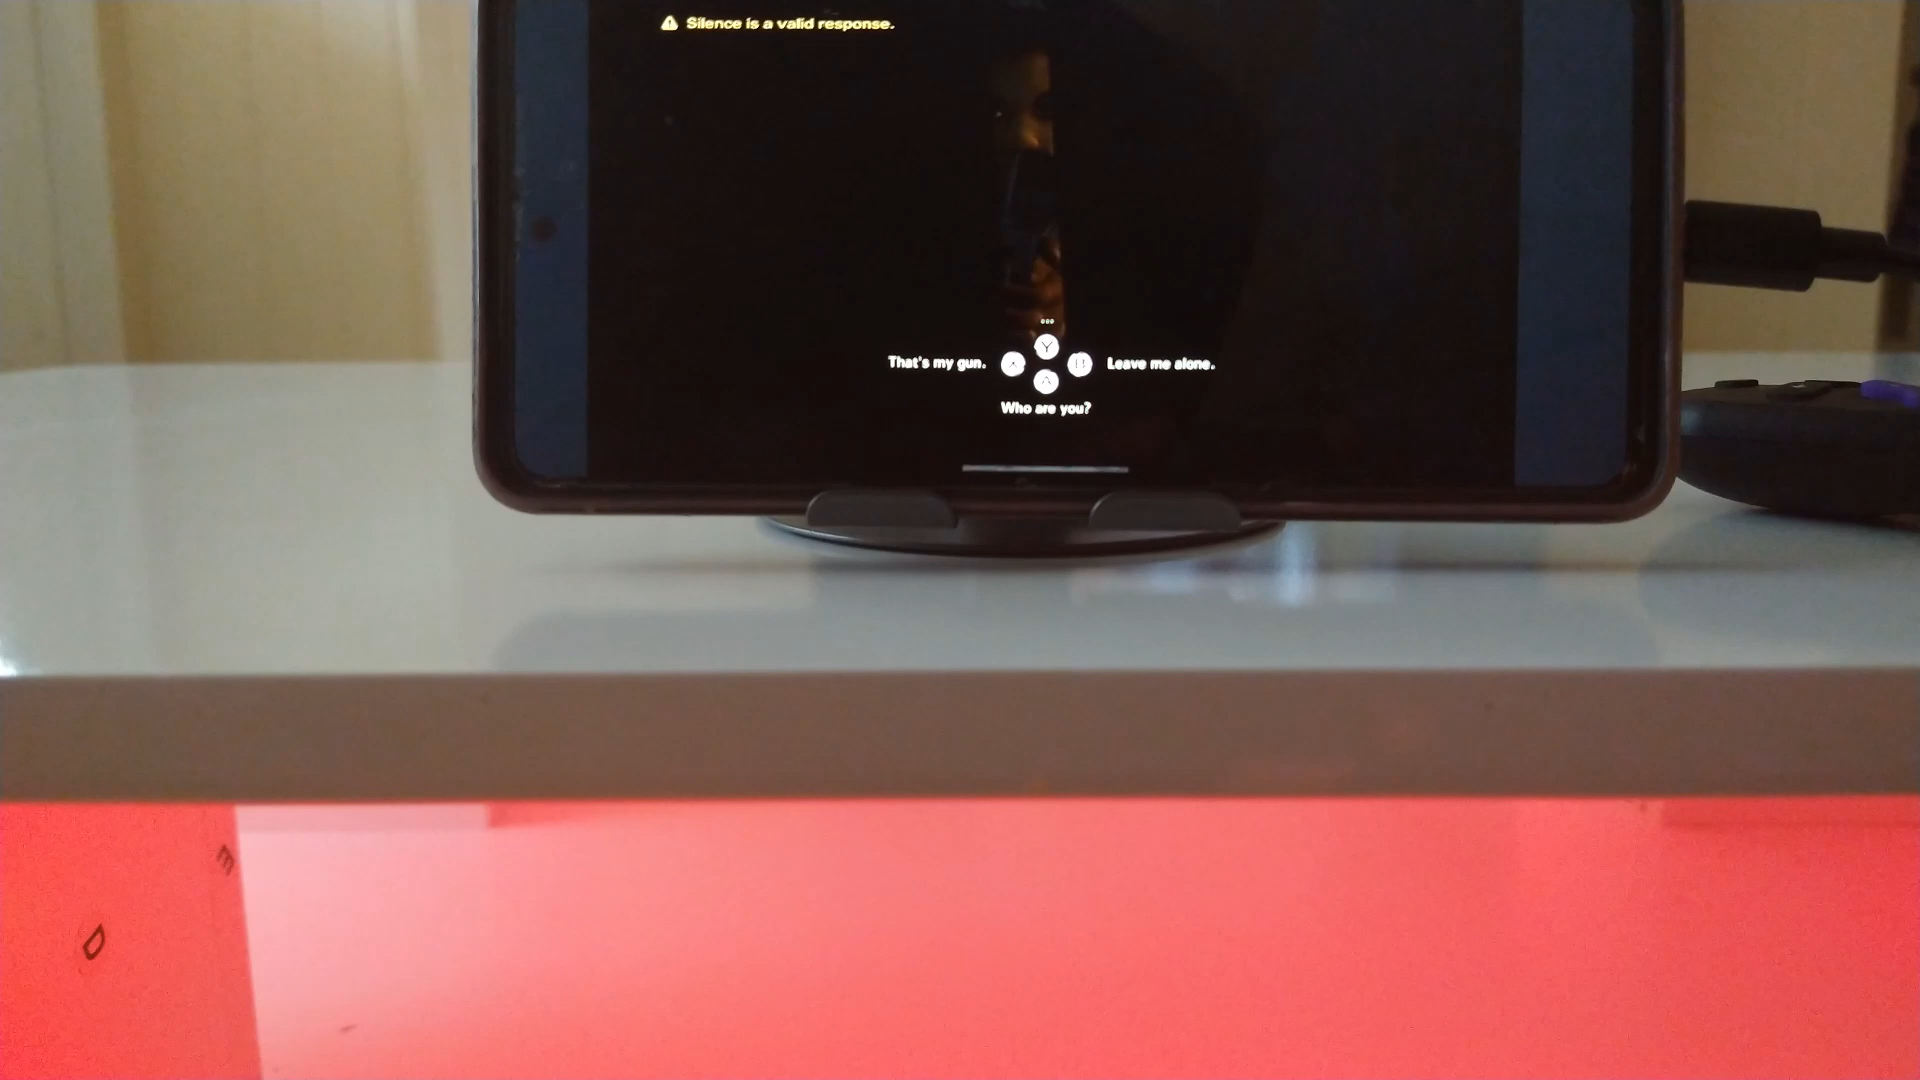 Silence is a valid response.
...
Y
That's my gun.
X
B
Leave me alone.
A
Who are you?
E
D